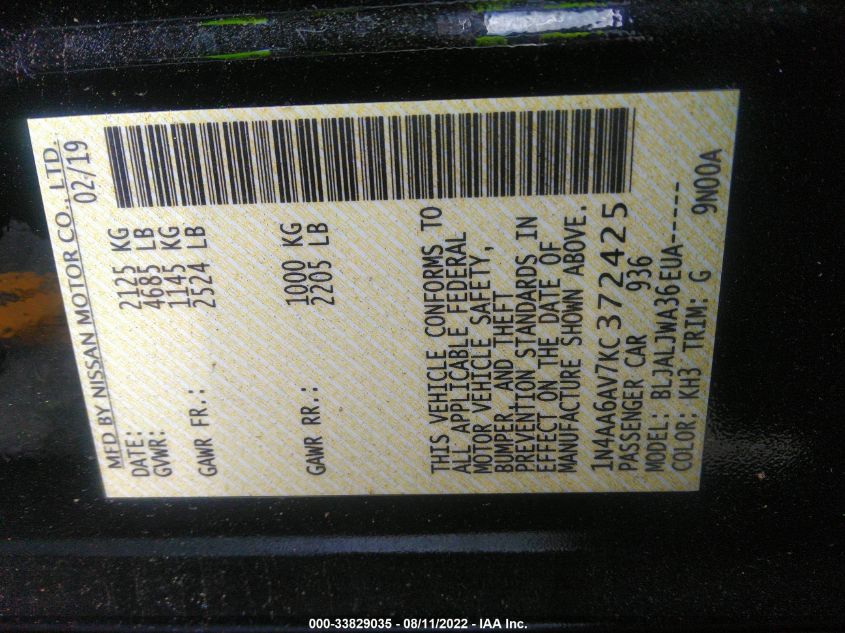 MFD BY NISSAN MOTOR CO., LTD.
DATE: 02/19
GVWR: 2125 KG
4685 LB
GAWR FR.: 1145 KG
2524 LB
GAWR RR.: 1000 KG
2205 LB
THIS VEHICLE CONFORMS TO
ALL APPLICABLE FEDERAL
MOTOR VEHICLE SAFETY,
BUMPER, AND THEFT
PREVENTION STANDARDS IN
EFFECT ON THE DATE OF
MANUFACTURE SHOWN ABOVE.
1N4AA6AV7KC372425
PASSENGER CAR 936
MODEL: BLJALJWA36EUA-----
COLOR: KH3 TRIM: G 9N00A
000-33829035 - 08/11/2022 - IAA Inc.